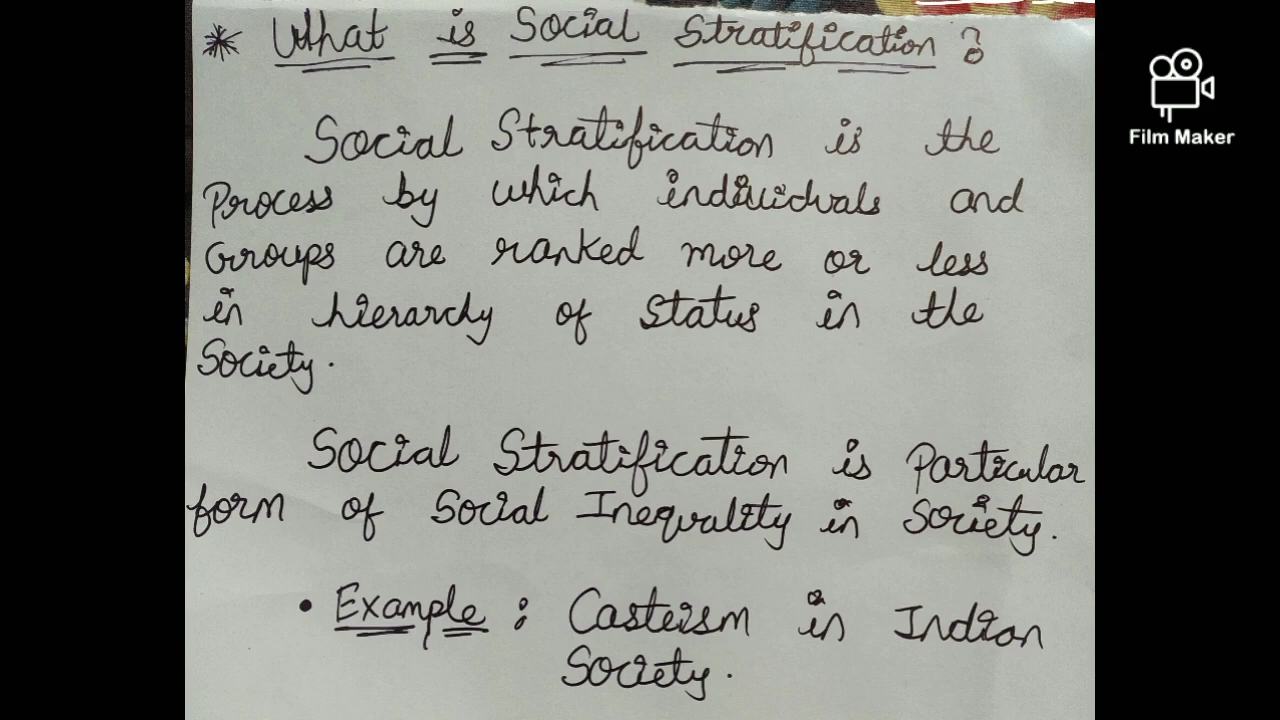 * What is Social Stratification ?
Social Stratification is the
Process by which individuals and
Groups are ranked more or less
in hierarchy of Status in the
Society.
Social Stratification is Particular
form of Social Inequality in Society.
• Example : Casteism in Indian
Society.
Film Maker